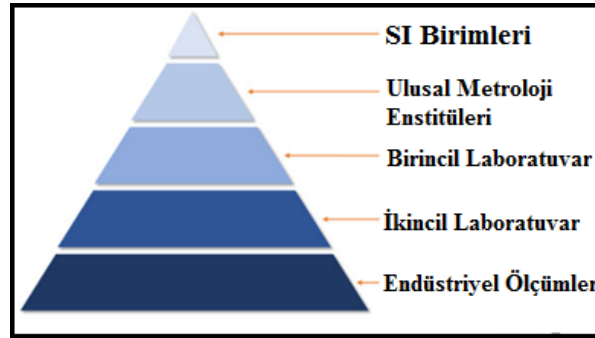 SI Birimleri
Ulusal Metroloji
Enstitüleri
Birincil Laboratuvar
İkincil Laboratuvar
Endüstriyel Ölçümler